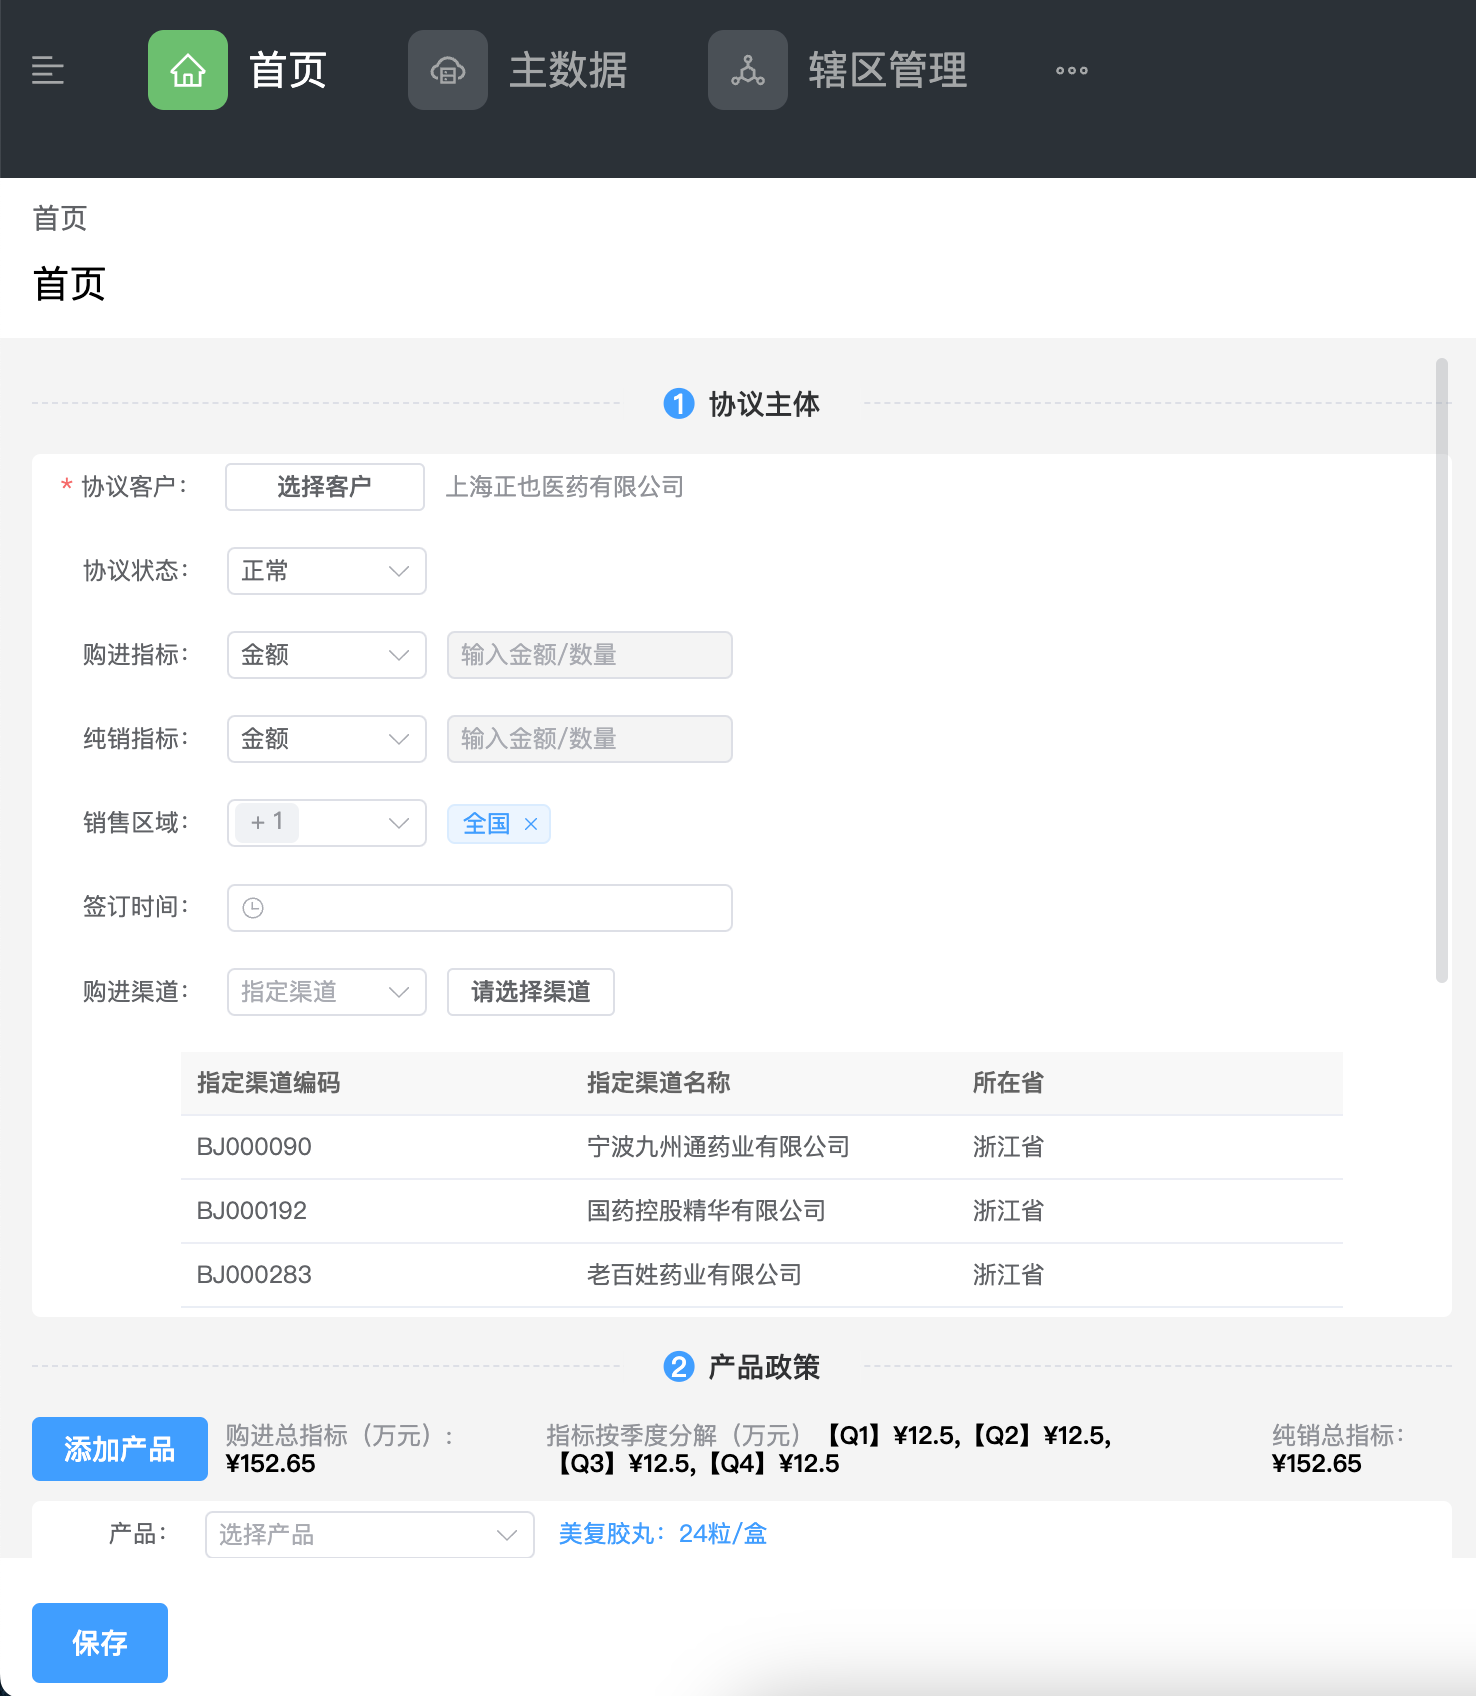 首页 主数据 辖区管理
首页
首页
1 协议主体
* 协议客户： 选择客户 上海正也医药有限公司
协议状态： 正常
购进指标： 金额 输入金额/数量
纯销指标： 金额 输入金额/数量
销售区域： + 1 全国 ×
签订时间：
购进渠道： 指定渠道 请选择渠道
指定渠道编码 指定渠道名称 所在省
BJ000090 宁波九州通药业有限公司 浙江省
BJ000192 国药控股精华有限公司 浙江省
BJ000283 老百姓药业有限公司 浙江省
2 产品政策
添加产品
购进总指标（万元）:
¥152.65
指标按季度分解（万元）【Q1】¥12.5,【Q2】¥12.5,
【Q3】¥12.5,【Q4】¥12.5
纯销总指标：
¥152.65
产品： 选择产品 美复胶丸：24粒/盒
保存